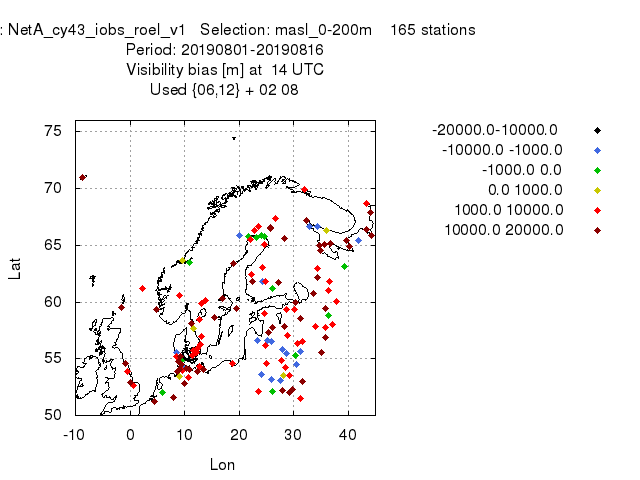 : NetA_cy43_iobs_roel_v1 Selection: masl_0-200m 165 stations
Period: 20190801-20190816
Visibility bias [m] at 14 UTC
Used {06,12} + 02 08
75
70
65
60
55
50
-10 0 10 20 30 40
Lat
Lon
-20000.0-10000.0
-10000.0 -1000.0
-1000.0 0.0
0.0 1000.0
1000.0 10000.0
10000.0 20000.0